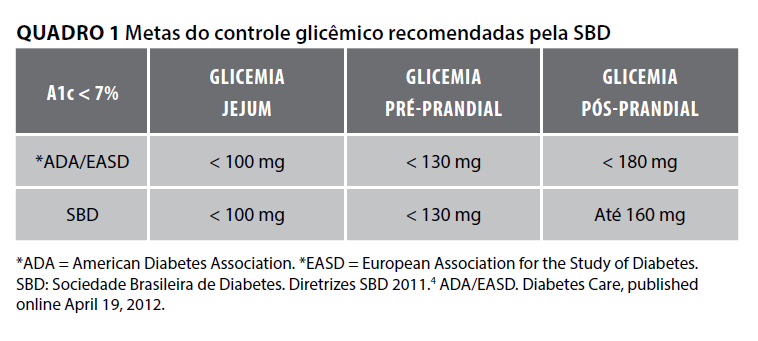 QUADRO 1 Metas do controle glicêmico recomendadas pela SBD
A1c < 7%
GLICEMIA
JEJUM
GLICEMIA
PRÉ-PRANDIAL
GLICEMIA
PÓS-PRANDIAL
*ADA/EASD
< 100 mg
< 130 mg
< 180 mg
SBD
< 100 mg
< 130 mg
Até 160 mg
*ADA = American Diabetes Association. *EASD = European Association for the Study of Diabetes.
SBD: Sociedade Brasileira de Diabetes. Diretrizes SBD 2011.⁴ ADA/EASD. Diabetes Care, published
online April 19, 2012.